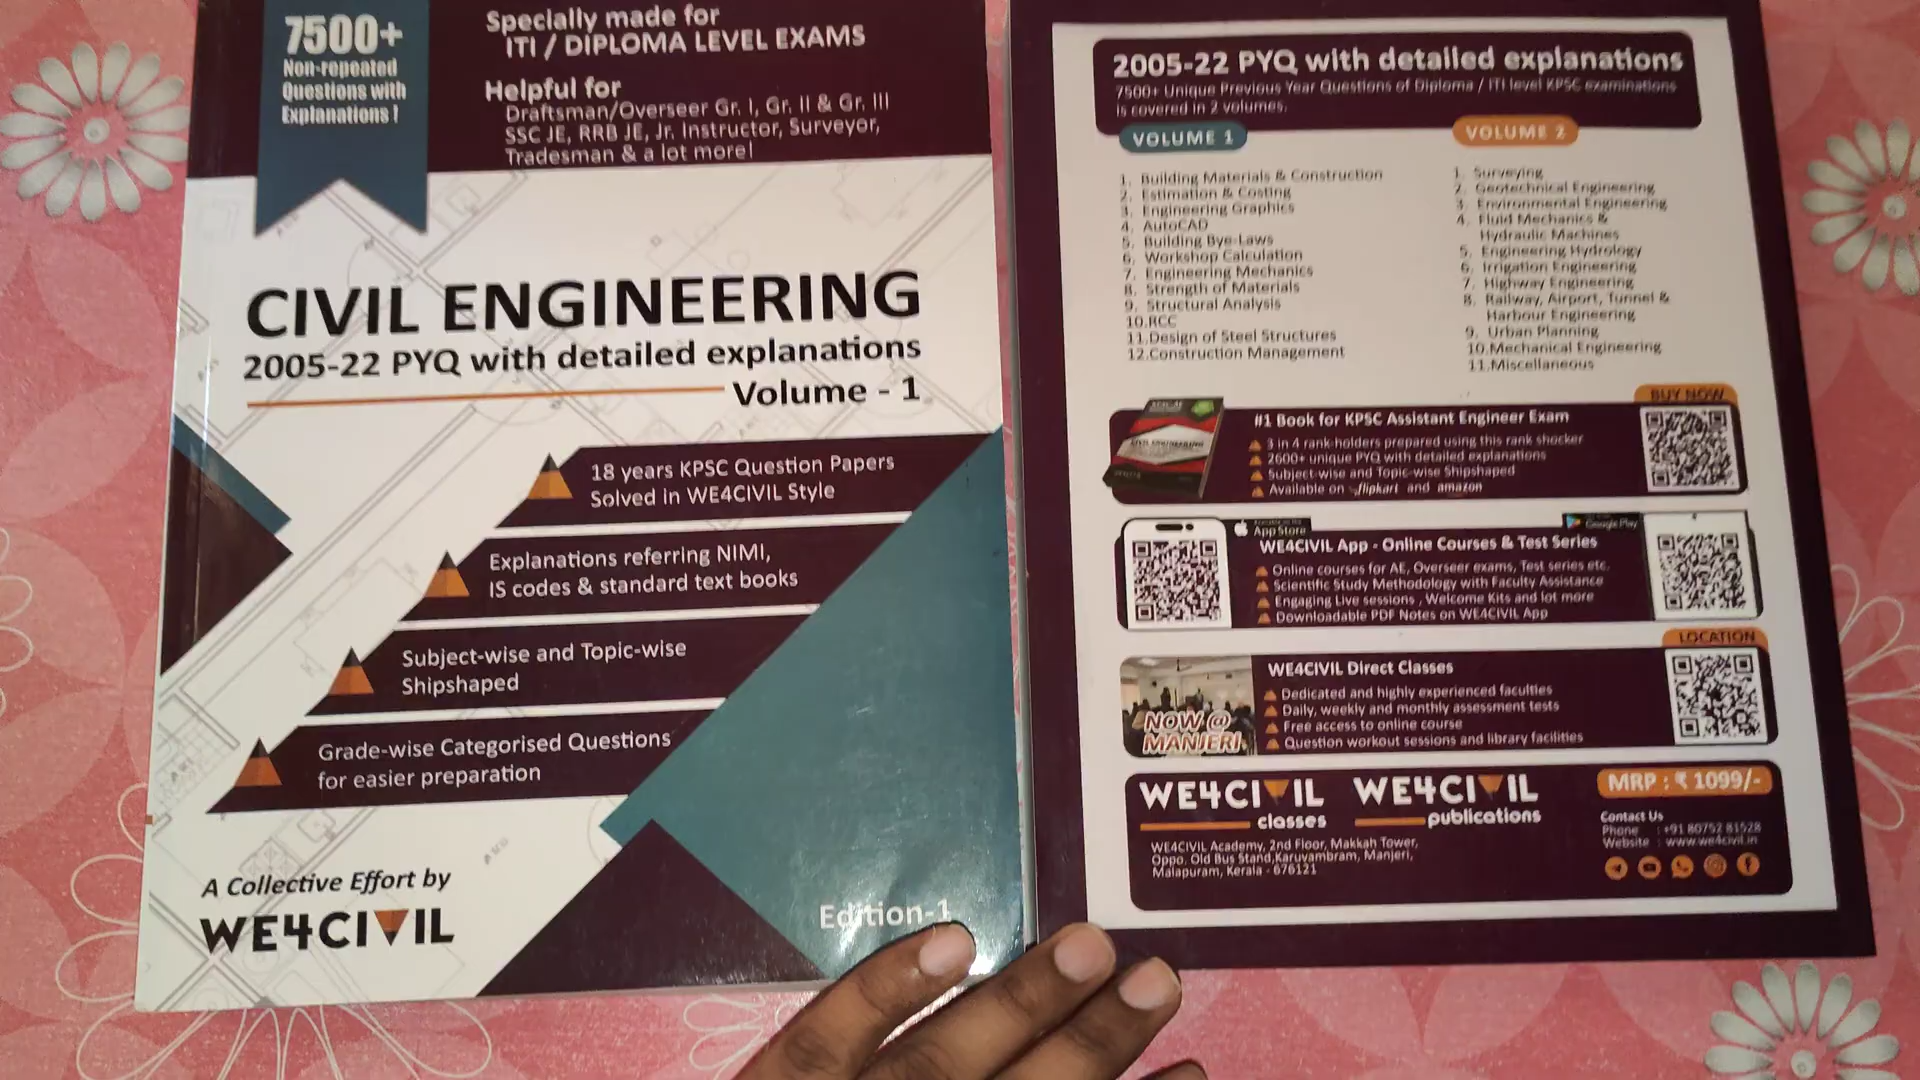 7500+
Non-repeated
Questions with
Explanations !
Specially made for
ITI / DIPLOMA LEVEL EXAMS
Helpful for
Draftsman/Overseer Gr. I, Gr. II & Gr. III
SSC JE, RRB JE, Jr. Instructor, Surveyor,
Tradesman & a lot more!
CIVIL ENGINEERING
2005-22 PYQ with detailed explanations
Volume - 1
18 years KPSC Question Papers
Solved in WE4CIVIL Style
Explanations referring NIMI,
IS codes & standard text books
Subject-wise and Topic-wise
Shipshaped
Grade-wise Categorised Questions
for easier preparation
A Collective Effort by
WE4CIVIL
Edition-1
2005-22 PYQ with detailed explanations
7500+ Unique Previous Year Questions of Diploma / ITI level KPSC examinations
is covered in 2 volumes.
VOLUME 1
1. Building Materials & Construction
2. Estimation & Costing
3. Engineering Graphics
4. AutoCAD
5. Building Bye-Laws
6. Workshop Calculation
7. Engineering Mechanics
8. Strength of Materials
9. Structural Analysis
10.RCC
11.Design of Steel Structures
12.Construction Management
VOLUME 2
1. Surveying
2. Geotechnical Engineering
3. Environmental Engineering
4. Fluid Mechanics &
Hydraulic Machines
5. Engineering Hydrology
6. Irrigation Engineering
7. Highway Engineering
8. Railway, Airport, Tunnel &
Harbour Engineering
9. Urban Planning
10.Mechanical Engineering
11.Miscellaneous
BUY NOW
#1 Book for KPSC Assistant Engineer Exam
3 in 4 rank-holders prepared using this rank shocker
2600+ unique PYQ with detailed explanations
Subject-wise and Topic-wise Shipshaped
Available on flipkart and amazon
App Store
Google Play
WE4CIVIL App - Online Courses & Test Series
Online courses for AE, Overseer exams, Test series etc.
Scientific Study Methodology with Faculty Assistance
Engaging Live sessions , Welcome Kits and lot more
Downloadable PDF Notes on WE4CIVIL App
LOCATION
WE4CIVIL Direct Classes
Dedicated and highly experienced faculties
Daily, weekly and monthly assessment tests
Free access to online course
Question workout sessions and library facilities
NOW @
MANJERI
WE4CIVIL
classes
WE4CIVIL
publications
MRP : ₹ 1099/-
WE4CIVIL Academy, 2nd Floor, Makkah Tower,
Oppo. Old Bus Stand,Karuvambram, Manjeri,
Malapuram, Kerala - 676121
Contact Us
Phone : +91 80752 81528
Website : www.we4civil.in